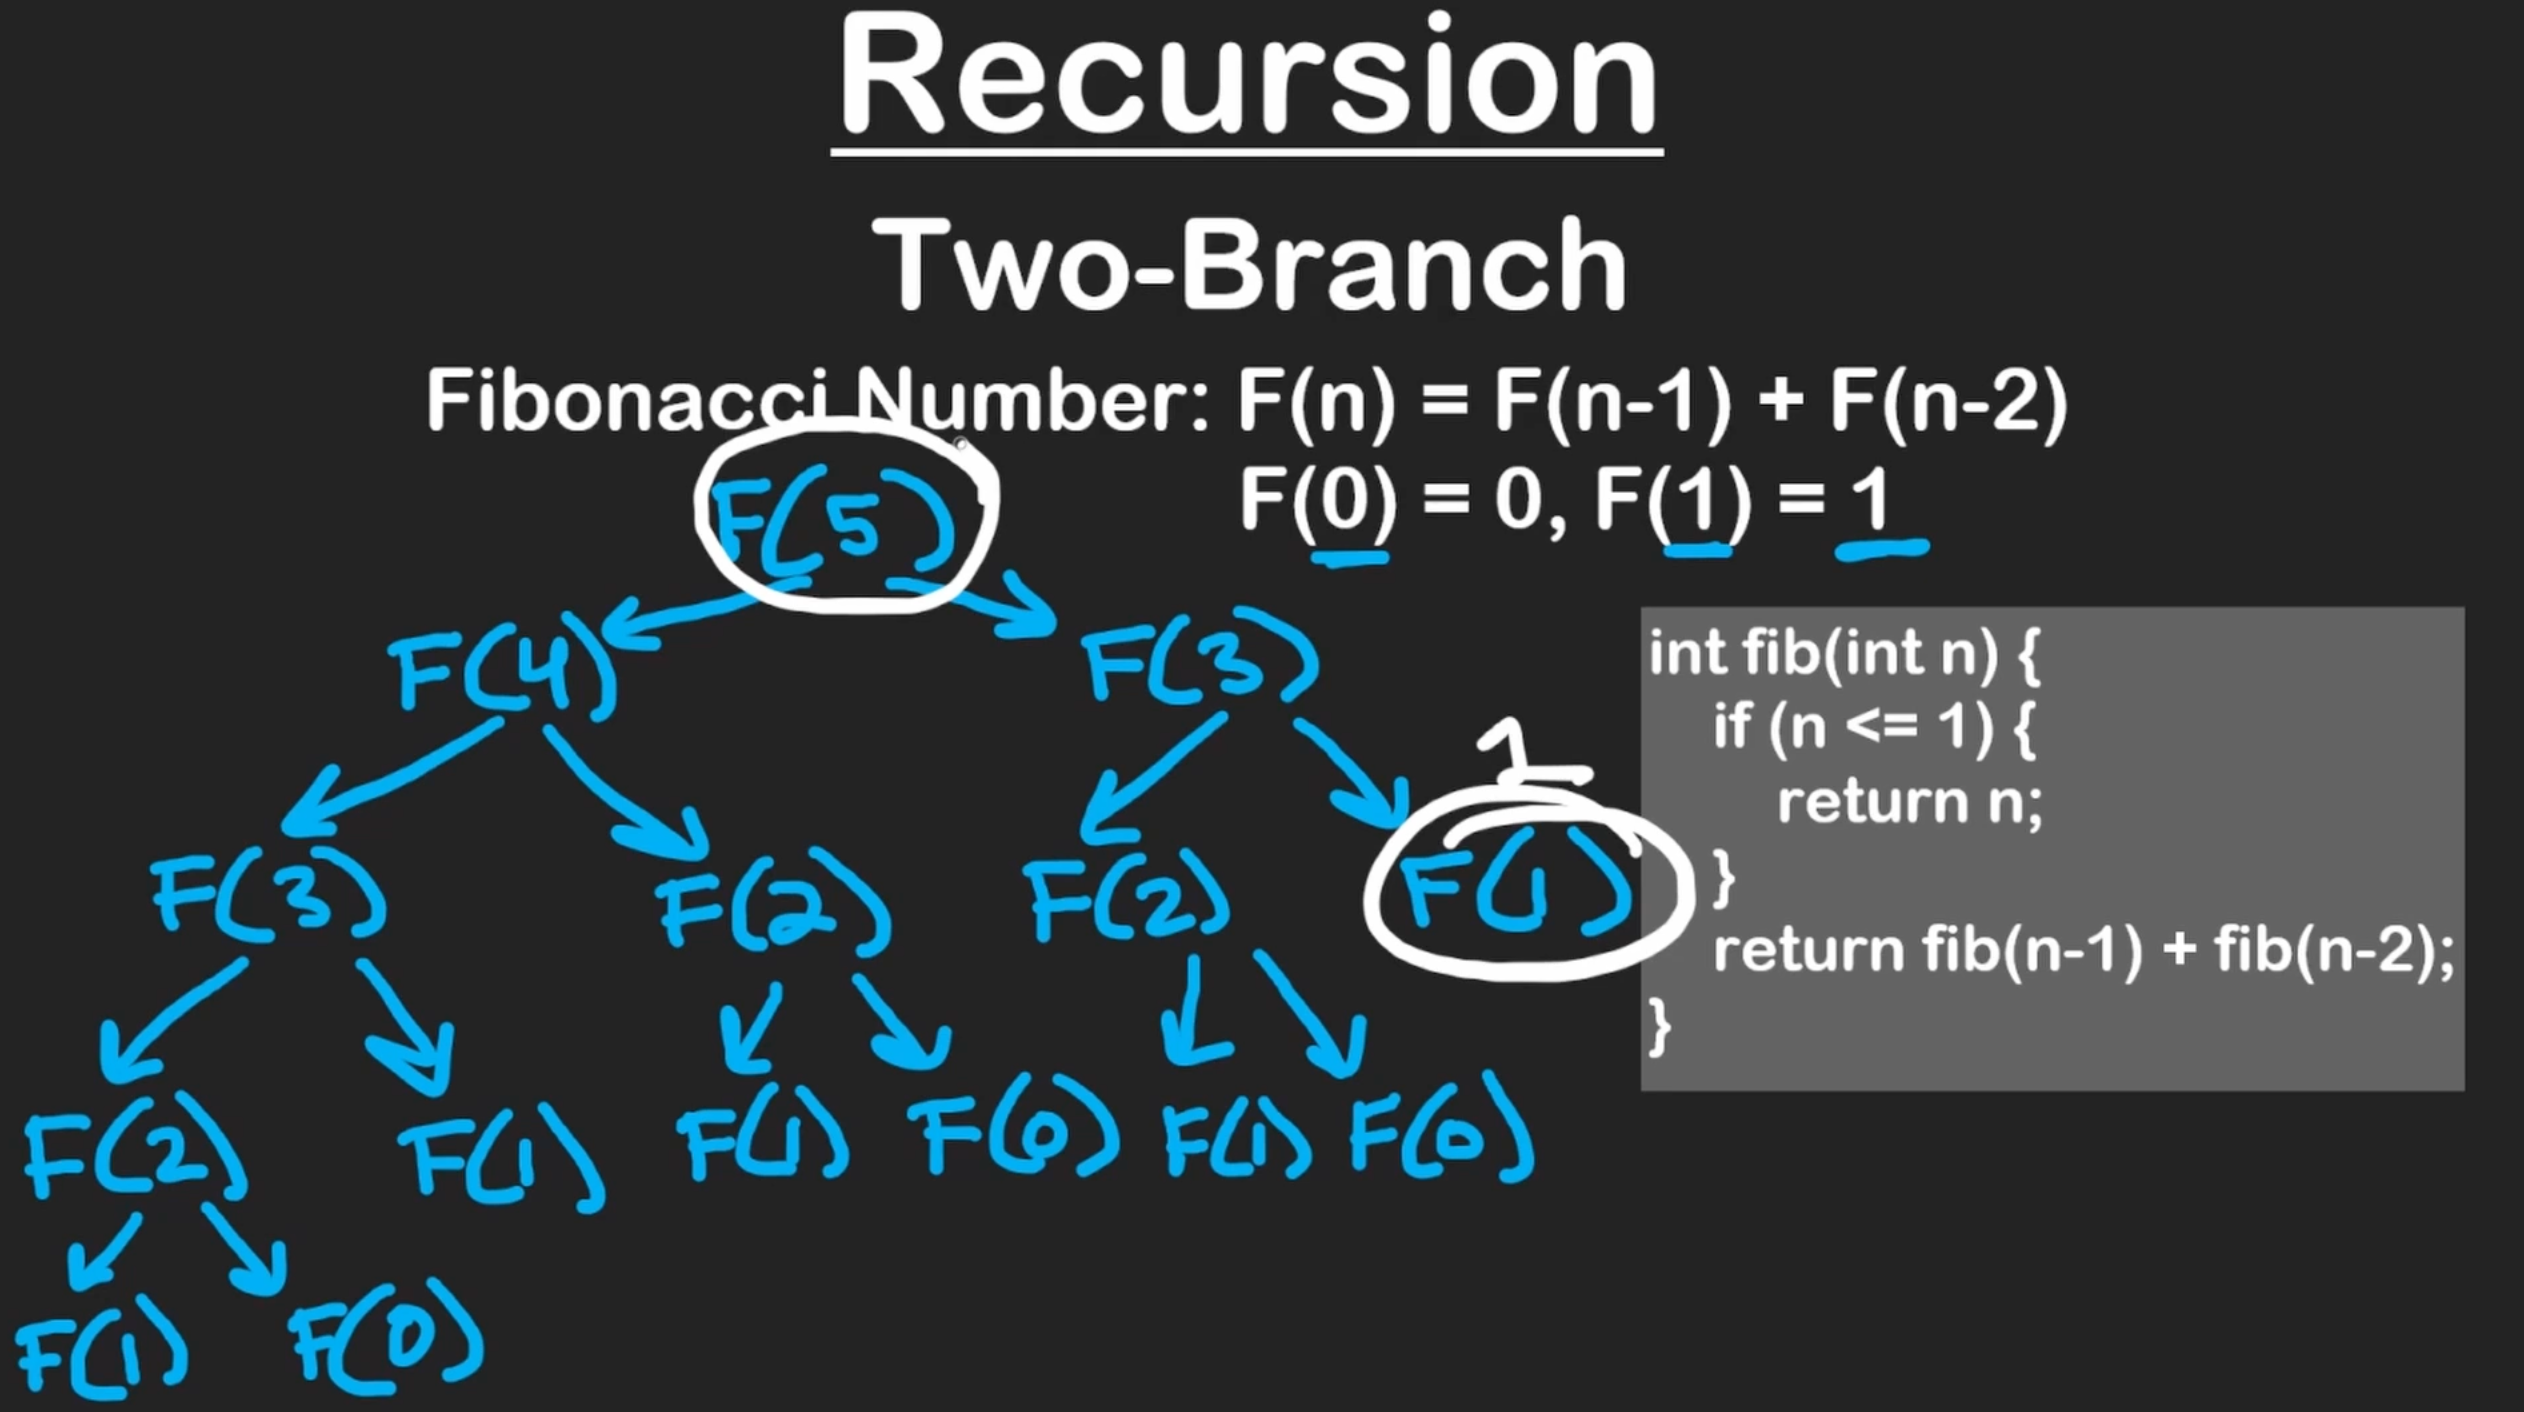 Recursion
Two-Branch
Fibonacci Number: F(n) = F(n-1) + F(n-2)
F(0) = 0, F(1) = 1
F(5)
F(4) F(3)
1
F(3) F(2) F(2) F(1)
F(2) F(1) F(1) F(0) F(1) F(0)
F(1) F(0)
int fib(int n) {
if (n <= 1) {
return n;
}
return fib(n-1) + fib(n-2);
}